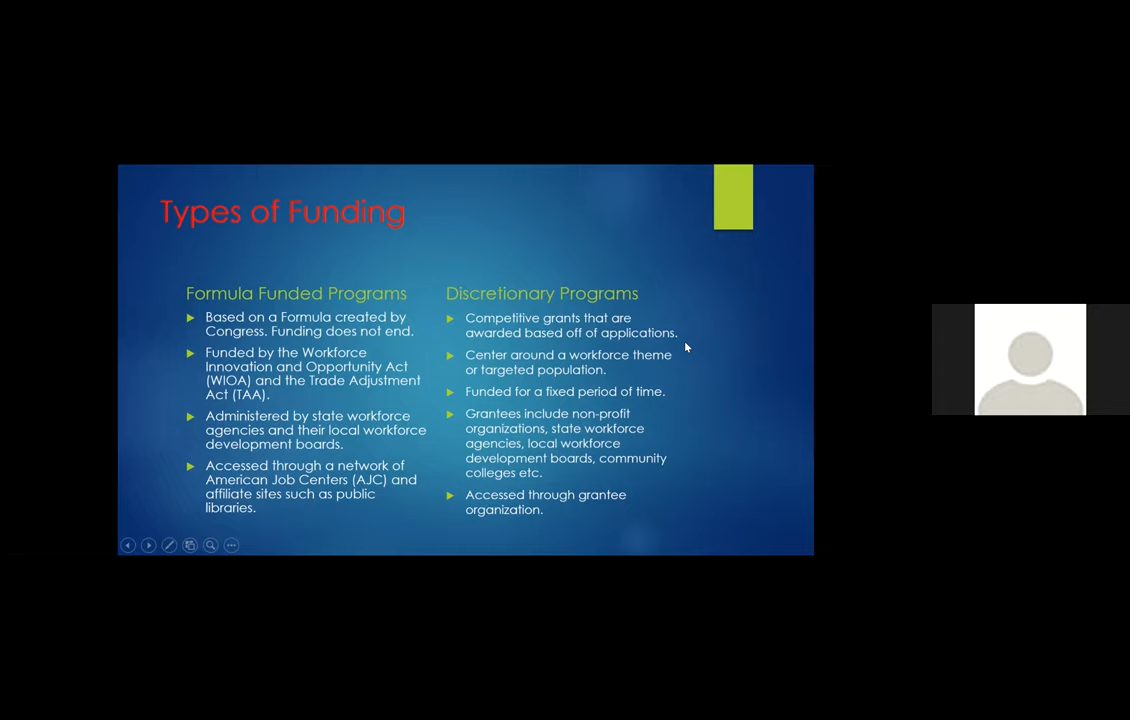 Types of Funding
Formula Funded Programs
Based on a Formula created by
Congress. Funding does not end.
Funded by the Workforce
Innovation and Opportunity Act
(WIOA) and the Trade Adjustment
Act (TAA).
Administered by state workforce
agencies and their local workforce
development boards.
Accessed through a network of
American Job Centers (AJC) and
affiliate sites such as public
libraries.
Discretionary Programs
Competitive grants that are
awarded based off of applications.
Center around a workforce theme
or targeted population.
Funded for a fixed period of time.
Grantees include non-profit
organizations, state workforce
agencies, local workforce
development boards, community
colleges etc.
Accessed through grantee
organization.